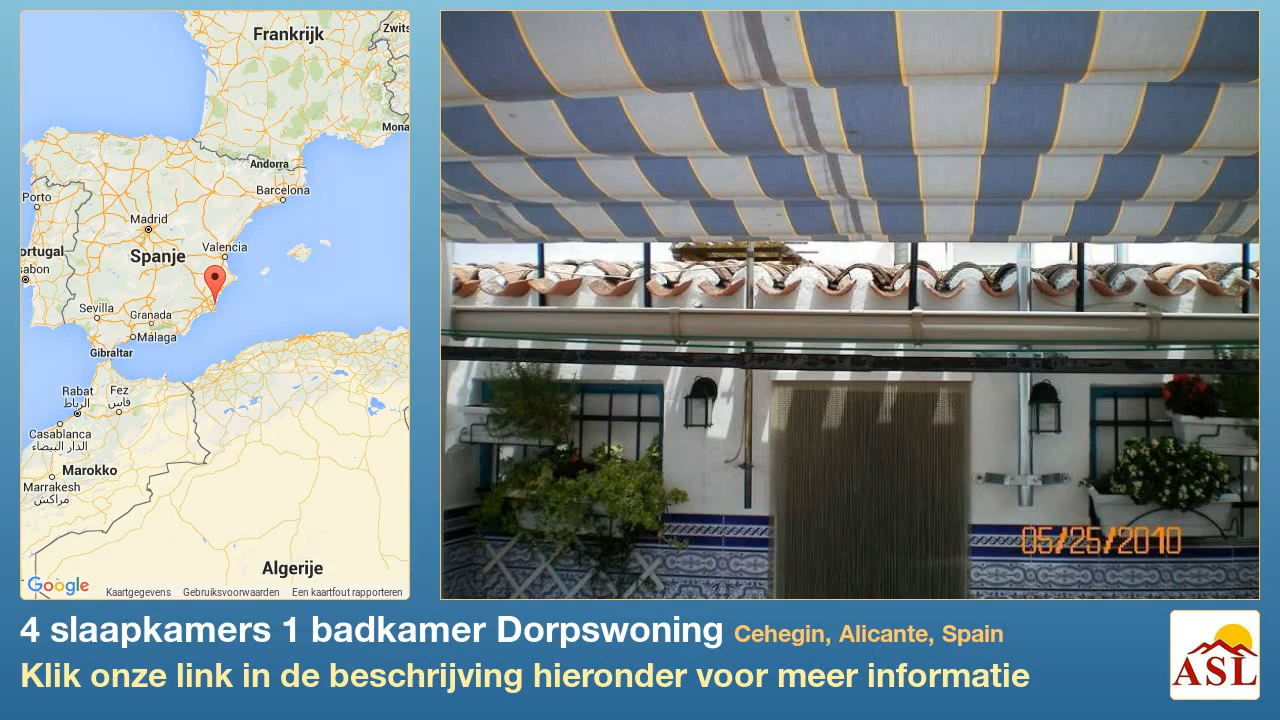 Frankrijk
Zwits
Mona
Andorra
Barcelona
Porto
Madrid
Valencia
ortugal
Spanje
sabon
Sevilla
Granada
Málaga
Gibraltar
Rabat
الرباط
Fez
فاس
Casablanca
الدار البيضاء
Marokko
Marrakesh
مراكش
Algerije
Google
Kaartgegevens Gebruiksvoorwaarden Een kaartfout rapporteren
05/25/2010
4 slaapkamers 1 badkamer Dorpswoning Cehegin, Alicante, Spain
Klik onze link in de beschrijving hieronder voor meer informatie
ASL